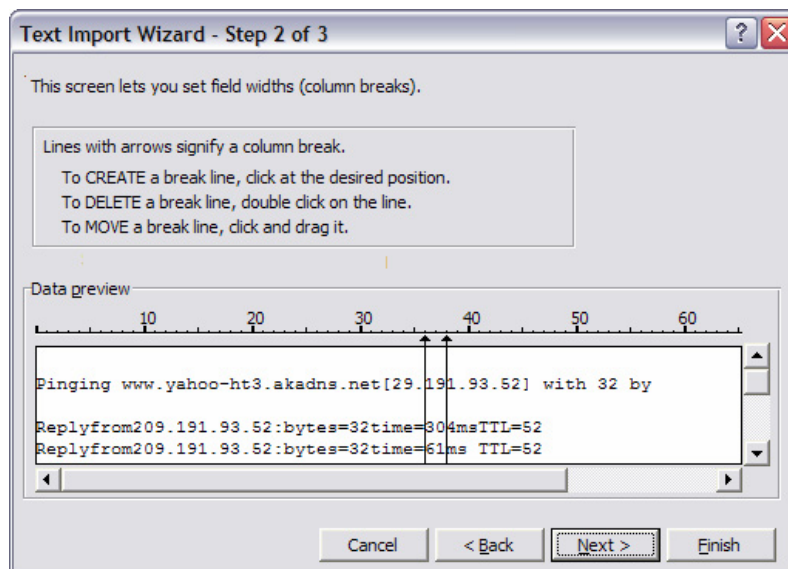 Text Import Wizard - Step 2 of 3
?
This screen lets you set field widths (column breaks).
Lines with arrows signify a column break.
To CREATE a break line, click at the desired position.
To DELETE a break line, double click on the line.
To MOVE a break line, click and drag it.
Data preview
10 20 30 40 50 60
Pinging www.yahoo-ht3.akadns.net[29.191.93.52] with 32 by
Replyfrom209.191.93.52:bytes=32time=304msTTL=52
Replyfrom209.191.93.52:bytes=32time=61ms TTL=52
Cancel < Back Next > Finish